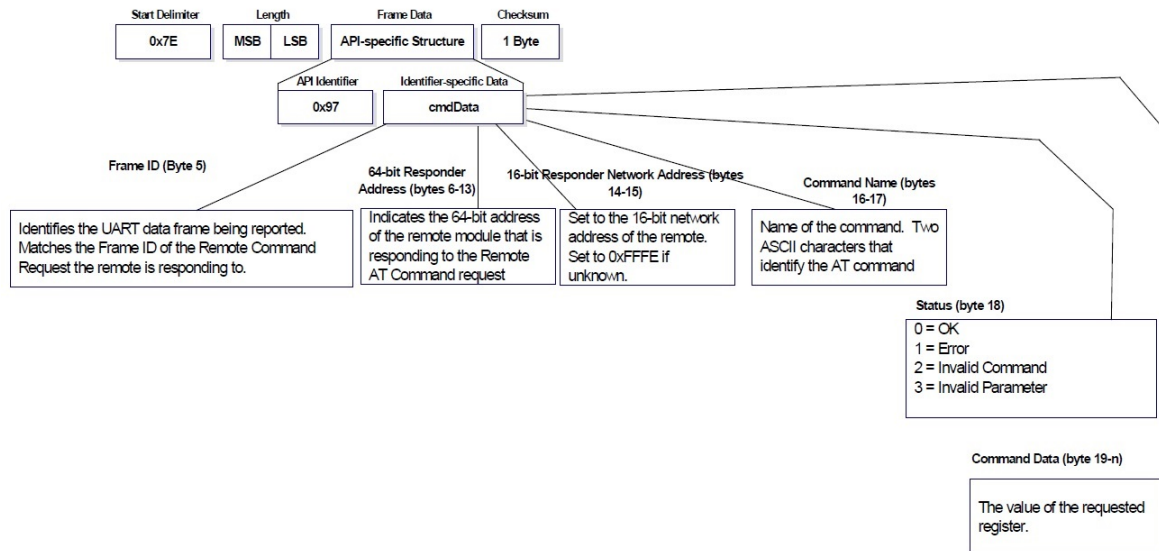 Start Delimiter
Length
Frame Data
Checksum
0x7E
MSB
LSB
API-specific Structure
1 Byte
API Identifier
Identifier-specific Data
0x97
cmdData
Frame ID (Byte 5)
Identifies the UART data frame being reported.
Matches the Frame ID of the Remote Command
Request the remote is responding to.
64-bit Responder
Address (bytes 6-13)
Indicates the 64-bit address
of the remote module that is
responding to the Remote
AT Command request
16-bit Responder Network Address (bytes
14-15)
Set to the 16-bit network
address of the remote.
Set to 0xFFFE if
unknown.
Command Name (bytes
16-17)
Name of the command. Two
ASCII characters that
identify the AT command
Status (byte 18)
0 = OK
1 = Error
2 = Invalid Command
3 = Invalid Parameter
Command Data (byte 19-n)
The value of the requested
register.